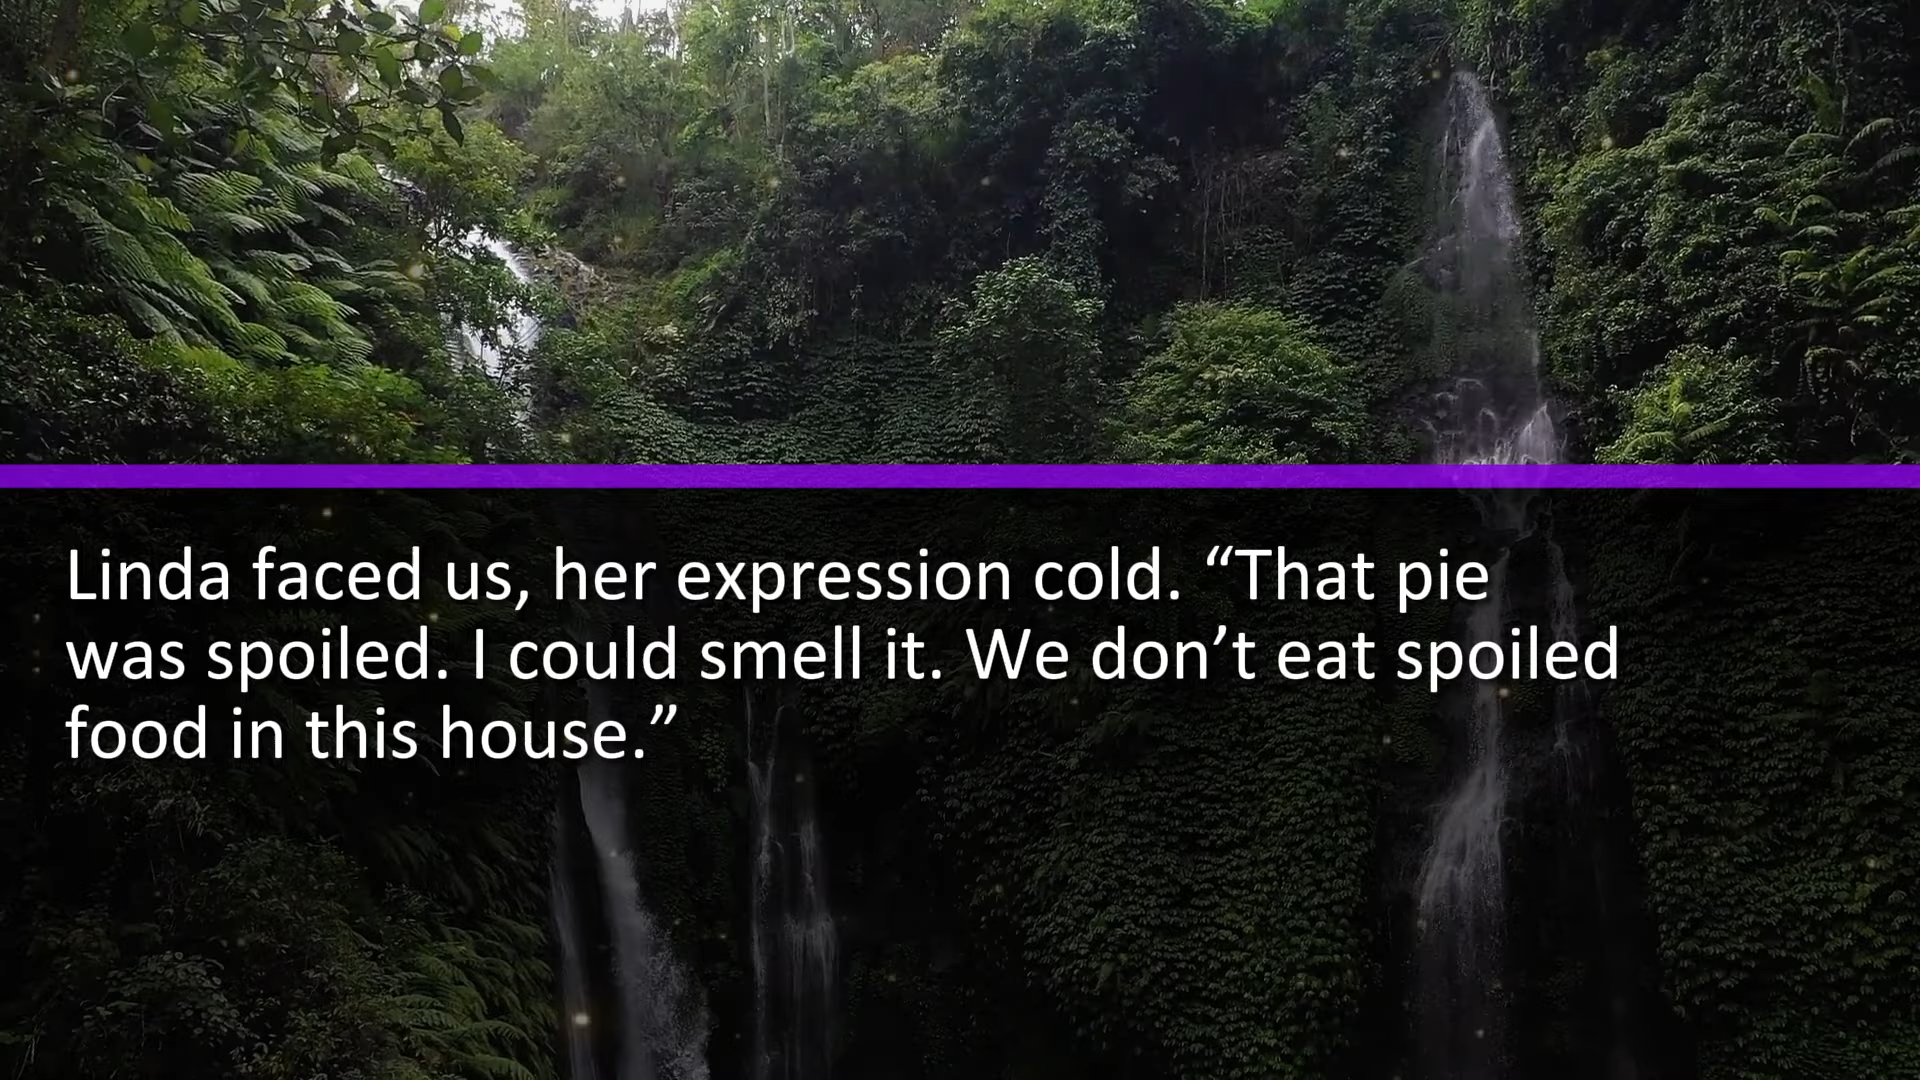 Linda faced us, her expression cold. “That pie
was spoiled. I could smell it. We don’t eat spoiled
food in this house.”